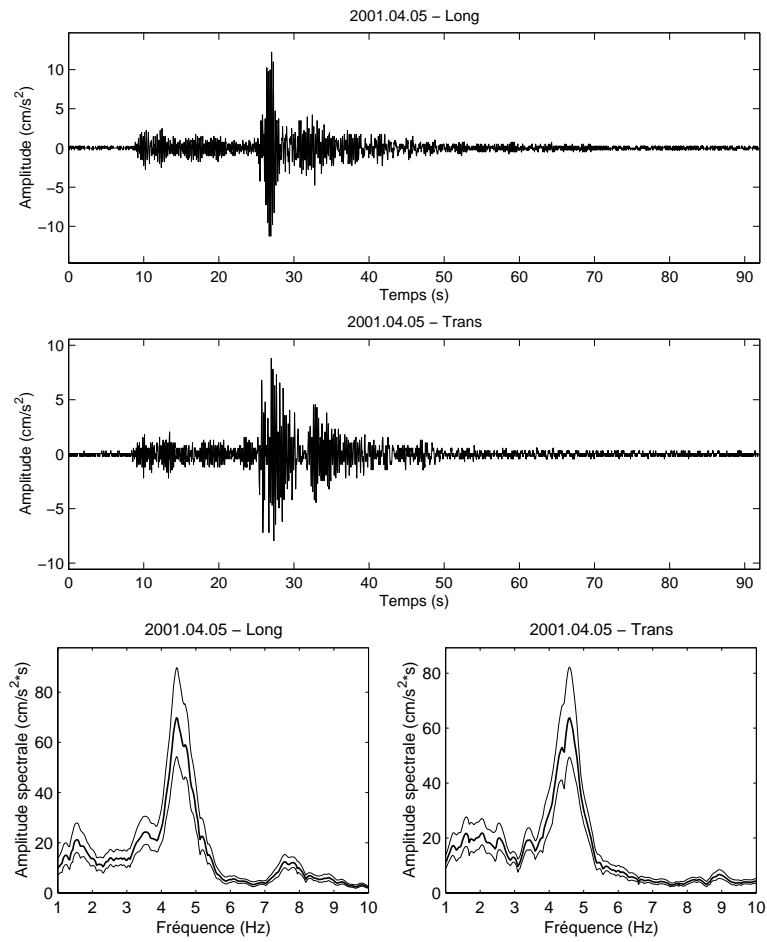 2001.04.05 − Long
Amplitude (cm/s²)
10
5
0
−5
−10
0 10 20 30 40 50 60 70 80 90
Temps (s)
2001.04.05 − Trans
Amplitude (cm/s²)
10
5
0
−5
−10
0 10 20 30 40 50 60 70 80 90
Temps (s)
2001.04.05 − Long
Amplitude spectrale (cm/s²*s)
80
60
40
20
0
1 2 3 4 5 6 7 8 9 10
Fréquence (Hz)
2001.04.05 − Trans
Amplitude spectrale (cm/s²*s)
80
60
40
20
0
1 2 3 4 5 6 7 8 9 10
Fréquence (Hz)